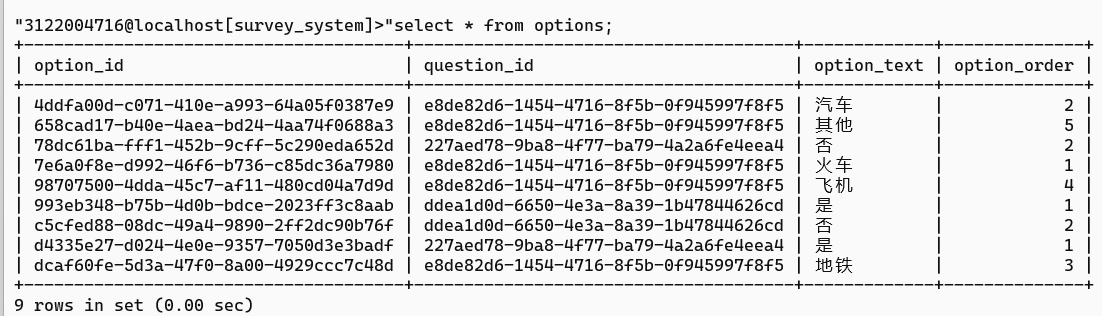 "3122004716@localhost[survey_system]>"select * from options;
+--------------------------------------+--------------------------------------+-------------+--------------+
| option_id | question_id | option_text | option_order |
+--------------------------------------+--------------------------------------+-------------+--------------+
| 4ddfa00d-c071-410e-a993-64a05f0387e9 | e8de82d6-1454-4716-8f5b-0f945997f8f5 | 汽车 | 2 |
| 658cad17-b40e-4aea-bd24-4aa74f0688a3 | e8de82d6-1454-4716-8f5b-0f945997f8f5 | 其他 | 5 |
| 78dc61ba-fff1-452b-9cff-5c290eda652d | 227aed78-9ba8-4f77-ba79-4a2a6fe4eea4 | 否 | 2 |
| 7e6a0f8e-d992-46f6-b736-c85dc36a7980 | e8de82d6-1454-4716-8f5b-0f945997f8f5 | 火车 | 1 |
| 98707500-4dda-45c7-af11-480cd04a7d9d | e8de82d6-1454-4716-8f5b-0f945997f8f5 | 飞机 | 4 |
| 993eb348-b75b-4d0b-bdce-2023ff3c8aab | ddea1d0d-6650-4e3a-8a39-1b47844626cd | 是 | 1 |
| c5cfed88-08dc-49a4-9890-2ff2dc90b76f | ddea1d0d-6650-4e3a-8a39-1b47844626cd | 否 | 2 |
| d4335e27-d024-4e0e-9357-7050d3e3badf | 227aed78-9ba8-4f77-ba79-4a2a6fe4eea4 | 是 | 1 |
| dcaf60fe-5d3a-47f0-8a00-4929ccc7c48d | e8de82d6-1454-4716-8f5b-0f945997f8f5 | 地铁 | 3 |
+--------------------------------------+--------------------------------------+-------------+--------------+
9 rows in set (0.00 sec)